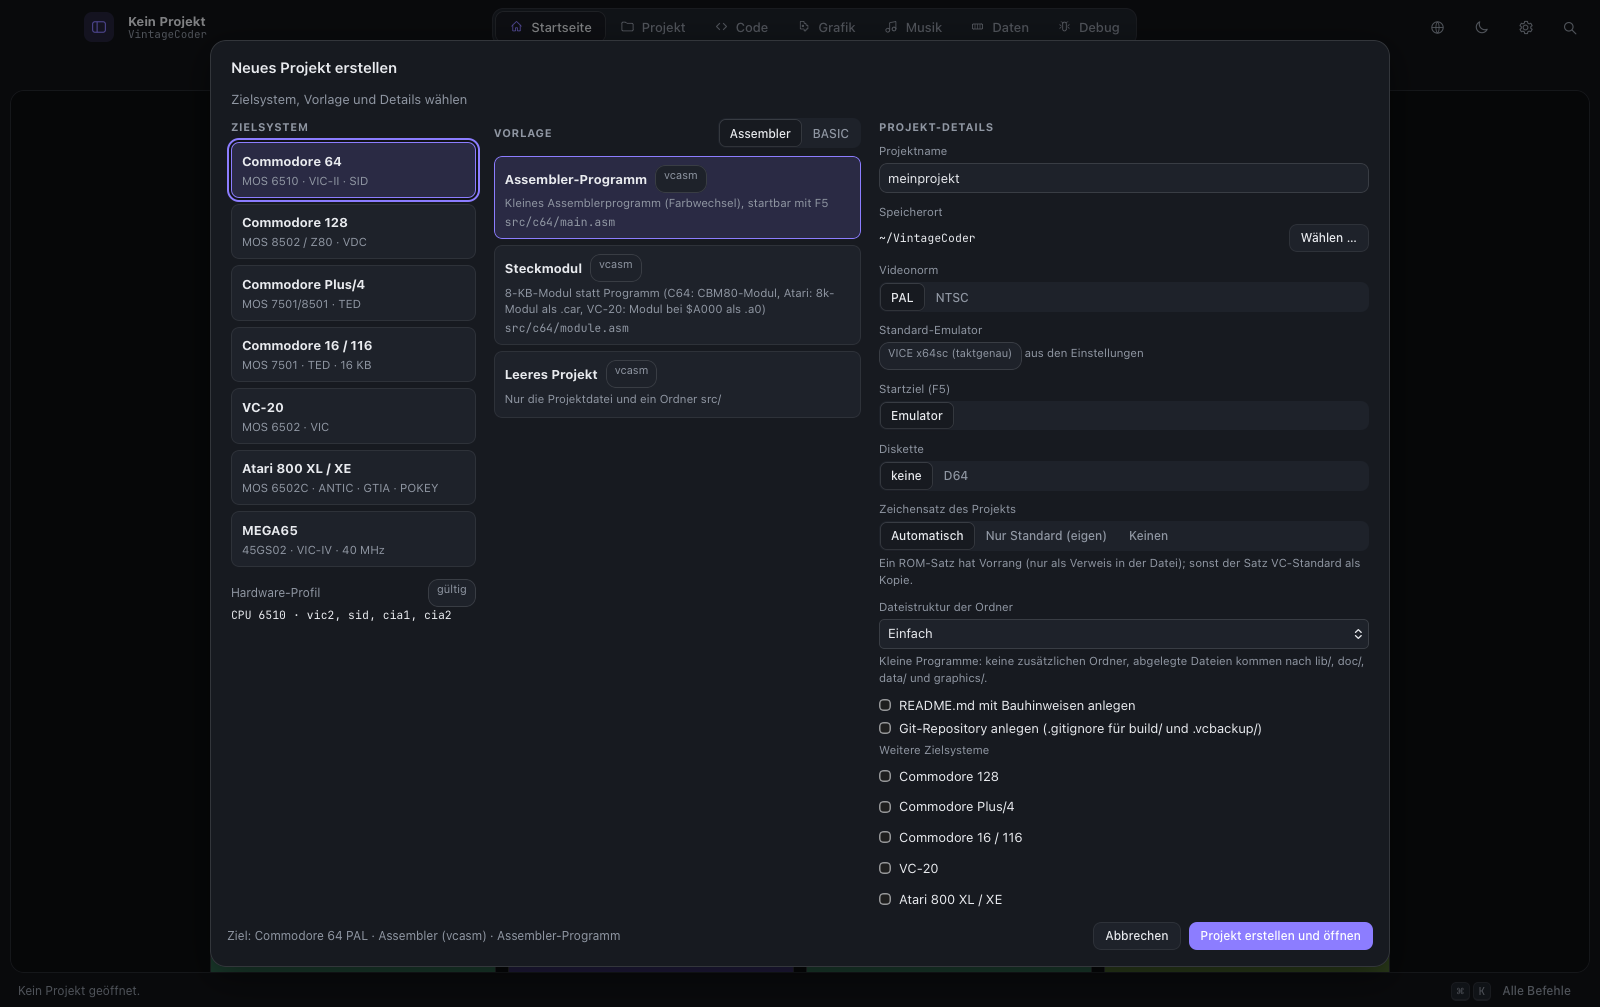 Kein Projekt
VintageCoder
Startseite
Projekt
Code
Grafik
Musik
Daten
Debug
Neues Projekt erstellen
Zielsystem, Vorlage und Details wählen
ZIELSYSTEM
Commodore 64
MOS 6510 · VIC-II · SID
Commodore 128
MOS 8502 / Z80 · VDC
Commodore Plus/4
MOS 7501/8501 · TED
Commodore 16 / 116
MOS 7501 · TED · 16 KB
VC-20
MOS 6502 · VIC
Atari 800 XL / XE
MOS 6502C · ANTIC · GTIA · POKEY
MEGA65
45GS02 · VIC-IV · 40 MHz
Hardware-Profil gültig
CPU 6510 · vic2, sid, cia1, cia2
VORLAGE
Assembler BASIC
Assembler-Programm vcasm
Kleines Assemblerprogramm (Farbwechsel), startbar mit F5
src/c64/main.asm
Steckmodul vcasm
8-KB-Modul statt Programm (C64: CBM80-Modul, Atari: 8k-
Modul als .car, VC-20: Modul bei $A000 als .a0)
src/c64/module.asm
Leeres Projekt vcasm
Nur die Projektdatei und ein Ordner src/
PROJEKT-DETAILS
Projektname
meinprojekt
Speicherort
~/VintageCoder Wählen ...
Videonorm
PAL NTSC
Standard-Emulator
VICE x64sc (taktgenau) aus den Einstellungen
Startziel (F5)
Emulator
Diskette
keine D64
Zeichensatz des Projekts
Automatisch Nur Standard (eigen) Keinen
Ein ROM-Satz hat Vorrang (nur als Verweis in der Datei); sonst der Satz VC-Standard als
Kopie.
Dateistruktur der Ordner
Einfach
Kleine Programme: keine zusätzlichen Ordner, abgelegte Dateien kommen nach lib/, doc/,
data/ und graphics/.
README.md mit Bauhinweisen anlegen
Git-Repository anlegen (.gitignore für build/ und .vcbackup/)
Weitere Zielsysteme
Commodore 128
Commodore Plus/4
Commodore 16 / 116
VC-20
Atari 800 XL / XE
Ziel: Commodore 64 PAL · Assembler (vcasm) · Assembler-Programm
Abbrechen
Projekt erstellen und öffnen
Kein Projekt geöffnet.
⌘ K Alle Befehle